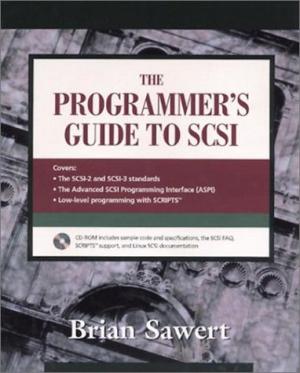 THE
PROGRAMMER'S
GUIDE TO SCSI
Covers:
• The SCSI-2 and SCSI-3 standards
• The Advanced SCSI Programming Interface (ASPI)
• Low-level programming with SCRIPTS™
CD-ROM includes sample code and specifications, the SCSI FAQ,
SCRIPTS™ support, and Linux SCSI documentation
Brian Sawert